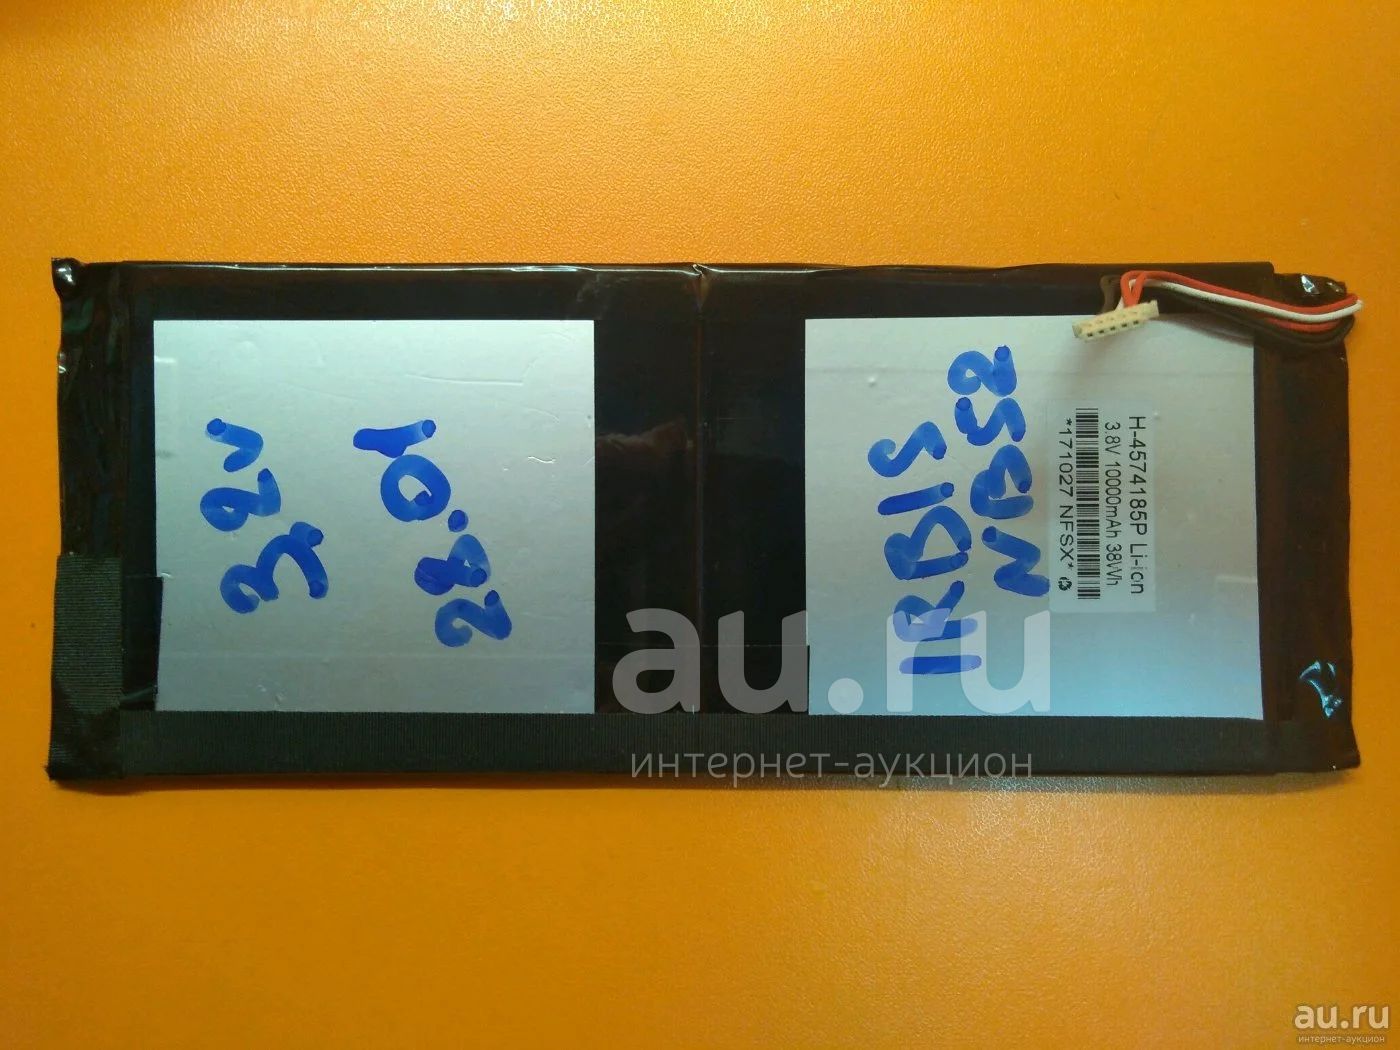 3.8V
10.82
IRBIS
NB52
H-4574185P Li-ion
3.8V 10000mAh 38Wh
*171027 NFSX*
au.ru
интернет-аукцион
au.ru
интернет-аукцион